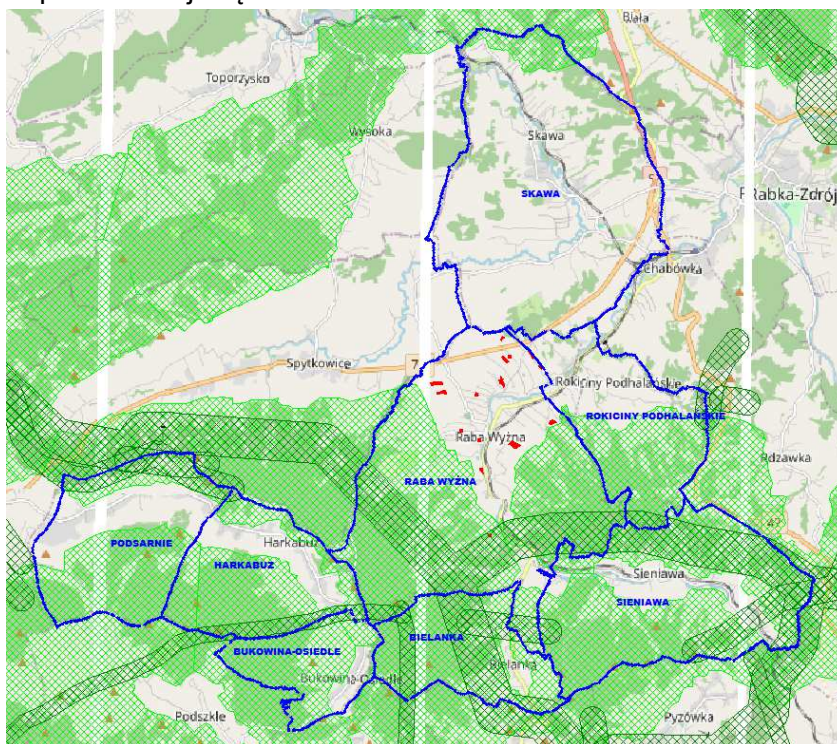 Biała
Toporzysko
Wysoka
Skawa
SKAWA
Rabka-Zdrój
Chabówka
7
Spytkowice
Rokiciny Podhalańskie
ROKICINY PODHALAŃSKIE
Raba Wyżna
RABA WYŻNA
Rdzawka
47
PODSARNIE
Harkabuz
HARKABUZ
Sieniawa
SIENIAWA
BUKOWINA-OSIEDLE
BIELANKA
Bielanka
Bukowina-Osiedle
Podszkle
Pyzówka